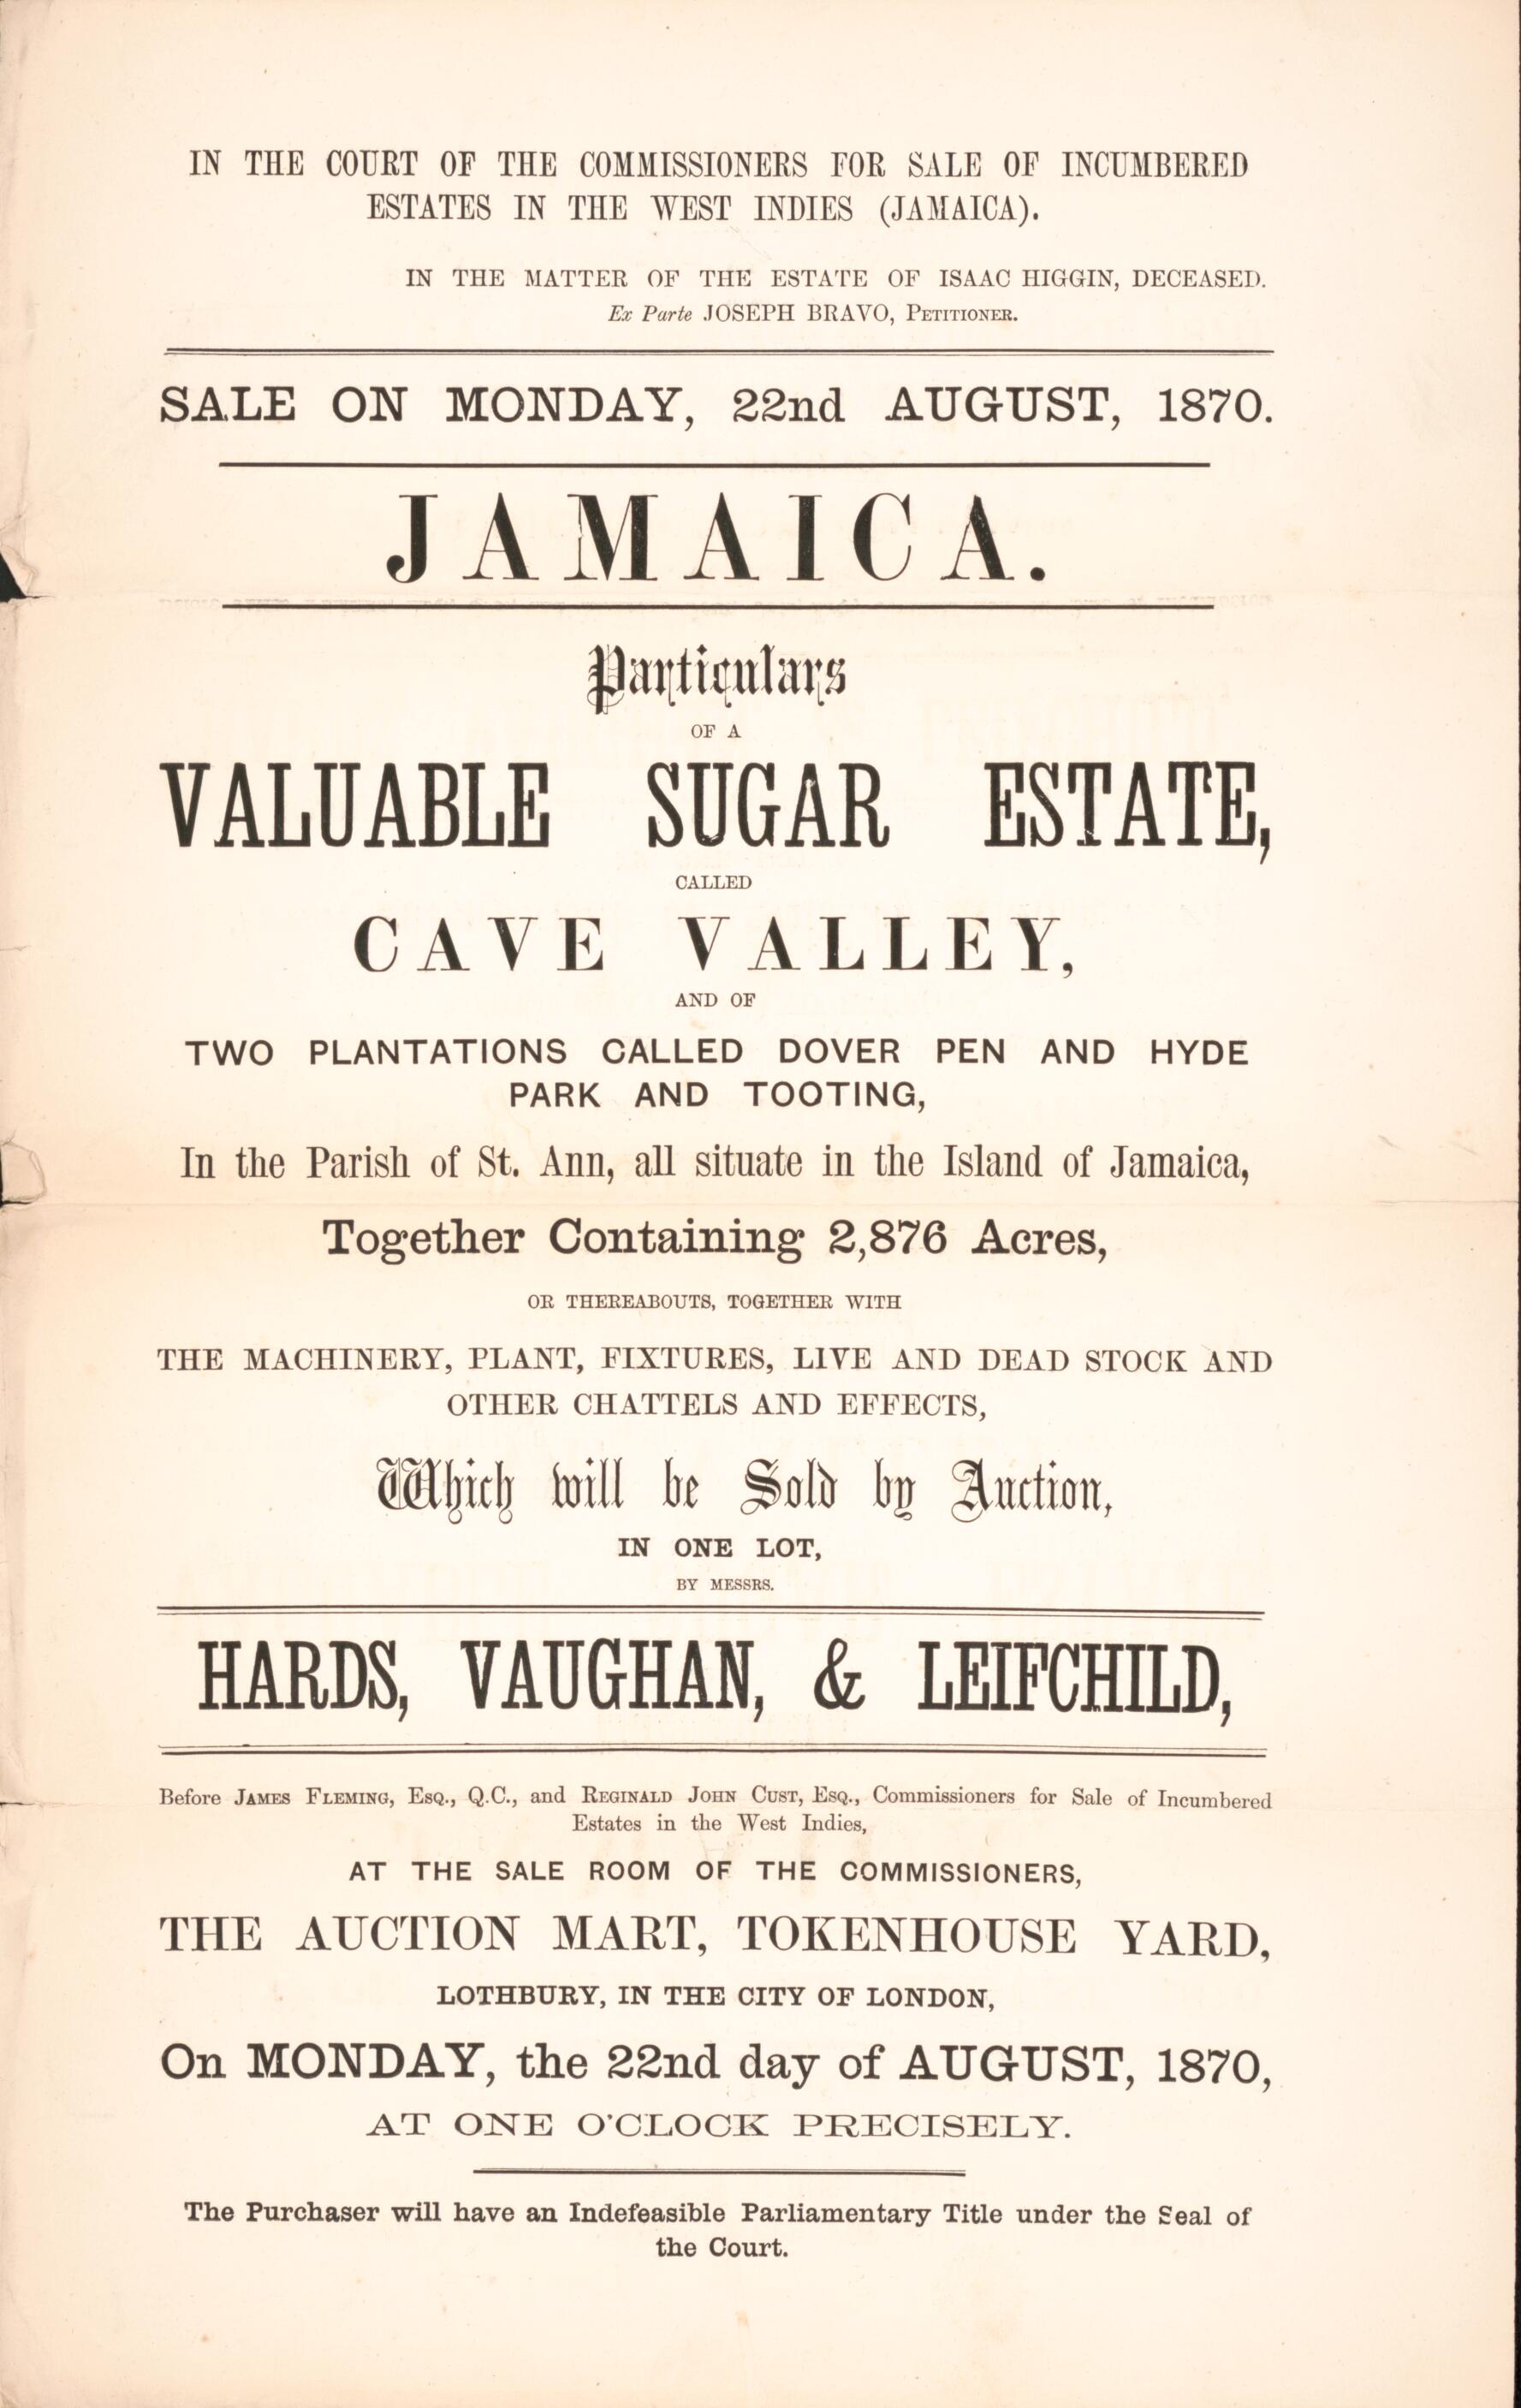 IN THE COURT OF THE COMMISSIONERS FOR SALE OF INCUMBERED
ESTATES IN THE WEST INDIES (JAMAICA).
IN THE MATTER OF THE ESTATE OF ISAAC HIGGIN, DECEASED.
Ex Parte JOSEPH BRAVO, PETITIONER.
SALE ON MONDAY, 22nd AUGUST, 1870.
JAMAICA.
Particulars
OF A
VALUABLE SUGAR ESTATE,
CALLED
CAVE VALLEY,
AND OF
TWO PLANTATIONS CALLED DOVER PEN AND HYDE
PARK AND TOOTING,
In the Parish of St. Ann, all situate in the Island of Jamaica,
Together Containing 2,876 Acres,
OR THEREABOUTS, TOGETHER WITH
THE MACHINERY, PLANT, FIXTURES, LIVE AND DEAD STOCK AND
OTHER CHATTELS AND EFFECTS,
Which will be Sold by Auction,
IN ONE LOT,
BY MESSRS.
HARDS, VAUGHAN, & LEIFCHILD,
Before JAMES FLEMING, ESQ., Q.C., and REGINALD JOHN CUST, ESQ., Commissioners for Sale of Incumbered
Estates in the West Indies,
AT THE SALE ROOM OF THE COMMISSIONERS,
THE AUCTION MART, TOKENHOUSE YARD,
LOTHBURY, IN THE CITY OF LONDON,
On MONDAY, the 22nd day of AUGUST, 1870,
AT ONE O'CLOCK PRECISELY.
The Purchaser will have an Indefeasible Parliamentary Title under the Seal of
the Court.